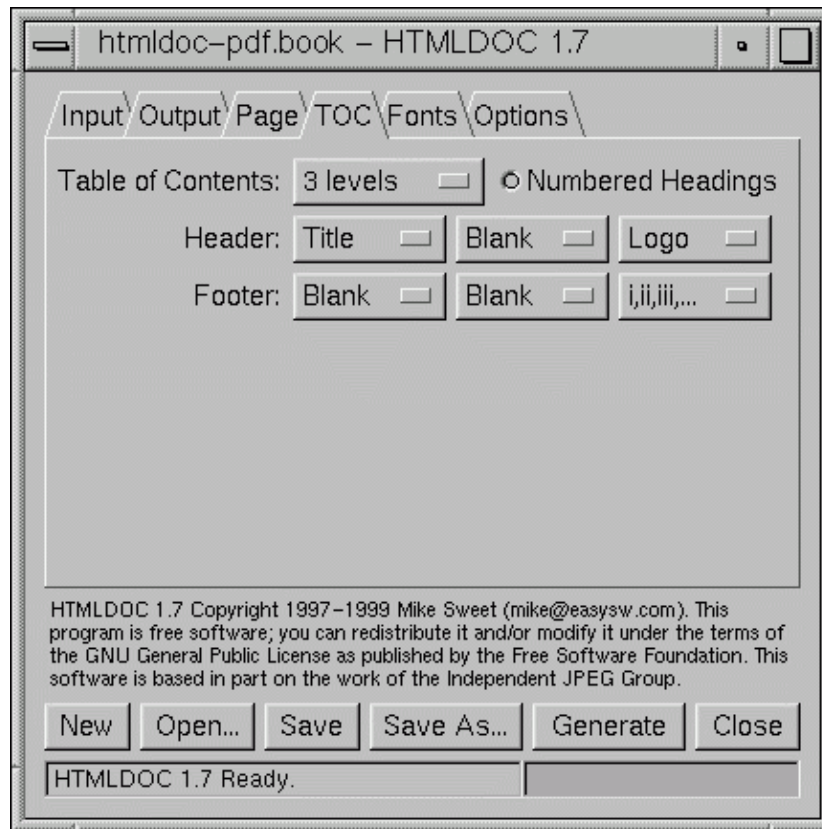 htmldoc–pdf.book – HTMLDOC 1.7
Input Output Page TOC Fonts Options
Table of Contents: 3 levels Numbered Headings
Header: Title Blank Logo
Footer: Blank Blank i,ii,iii,...
HTMLDOC 1.7 Copyright 1997–1999 Mike Sweet (mike@easysw.com). This
program is free software; you can redistribute it and/or modify it under the terms of
the GNU General Public License as published by the Free Software Foundation. This
software is based in part on the work of the Independent JPEG Group.
New Open... Save Save As... Generate Close
HTMLDOC 1.7 Ready.